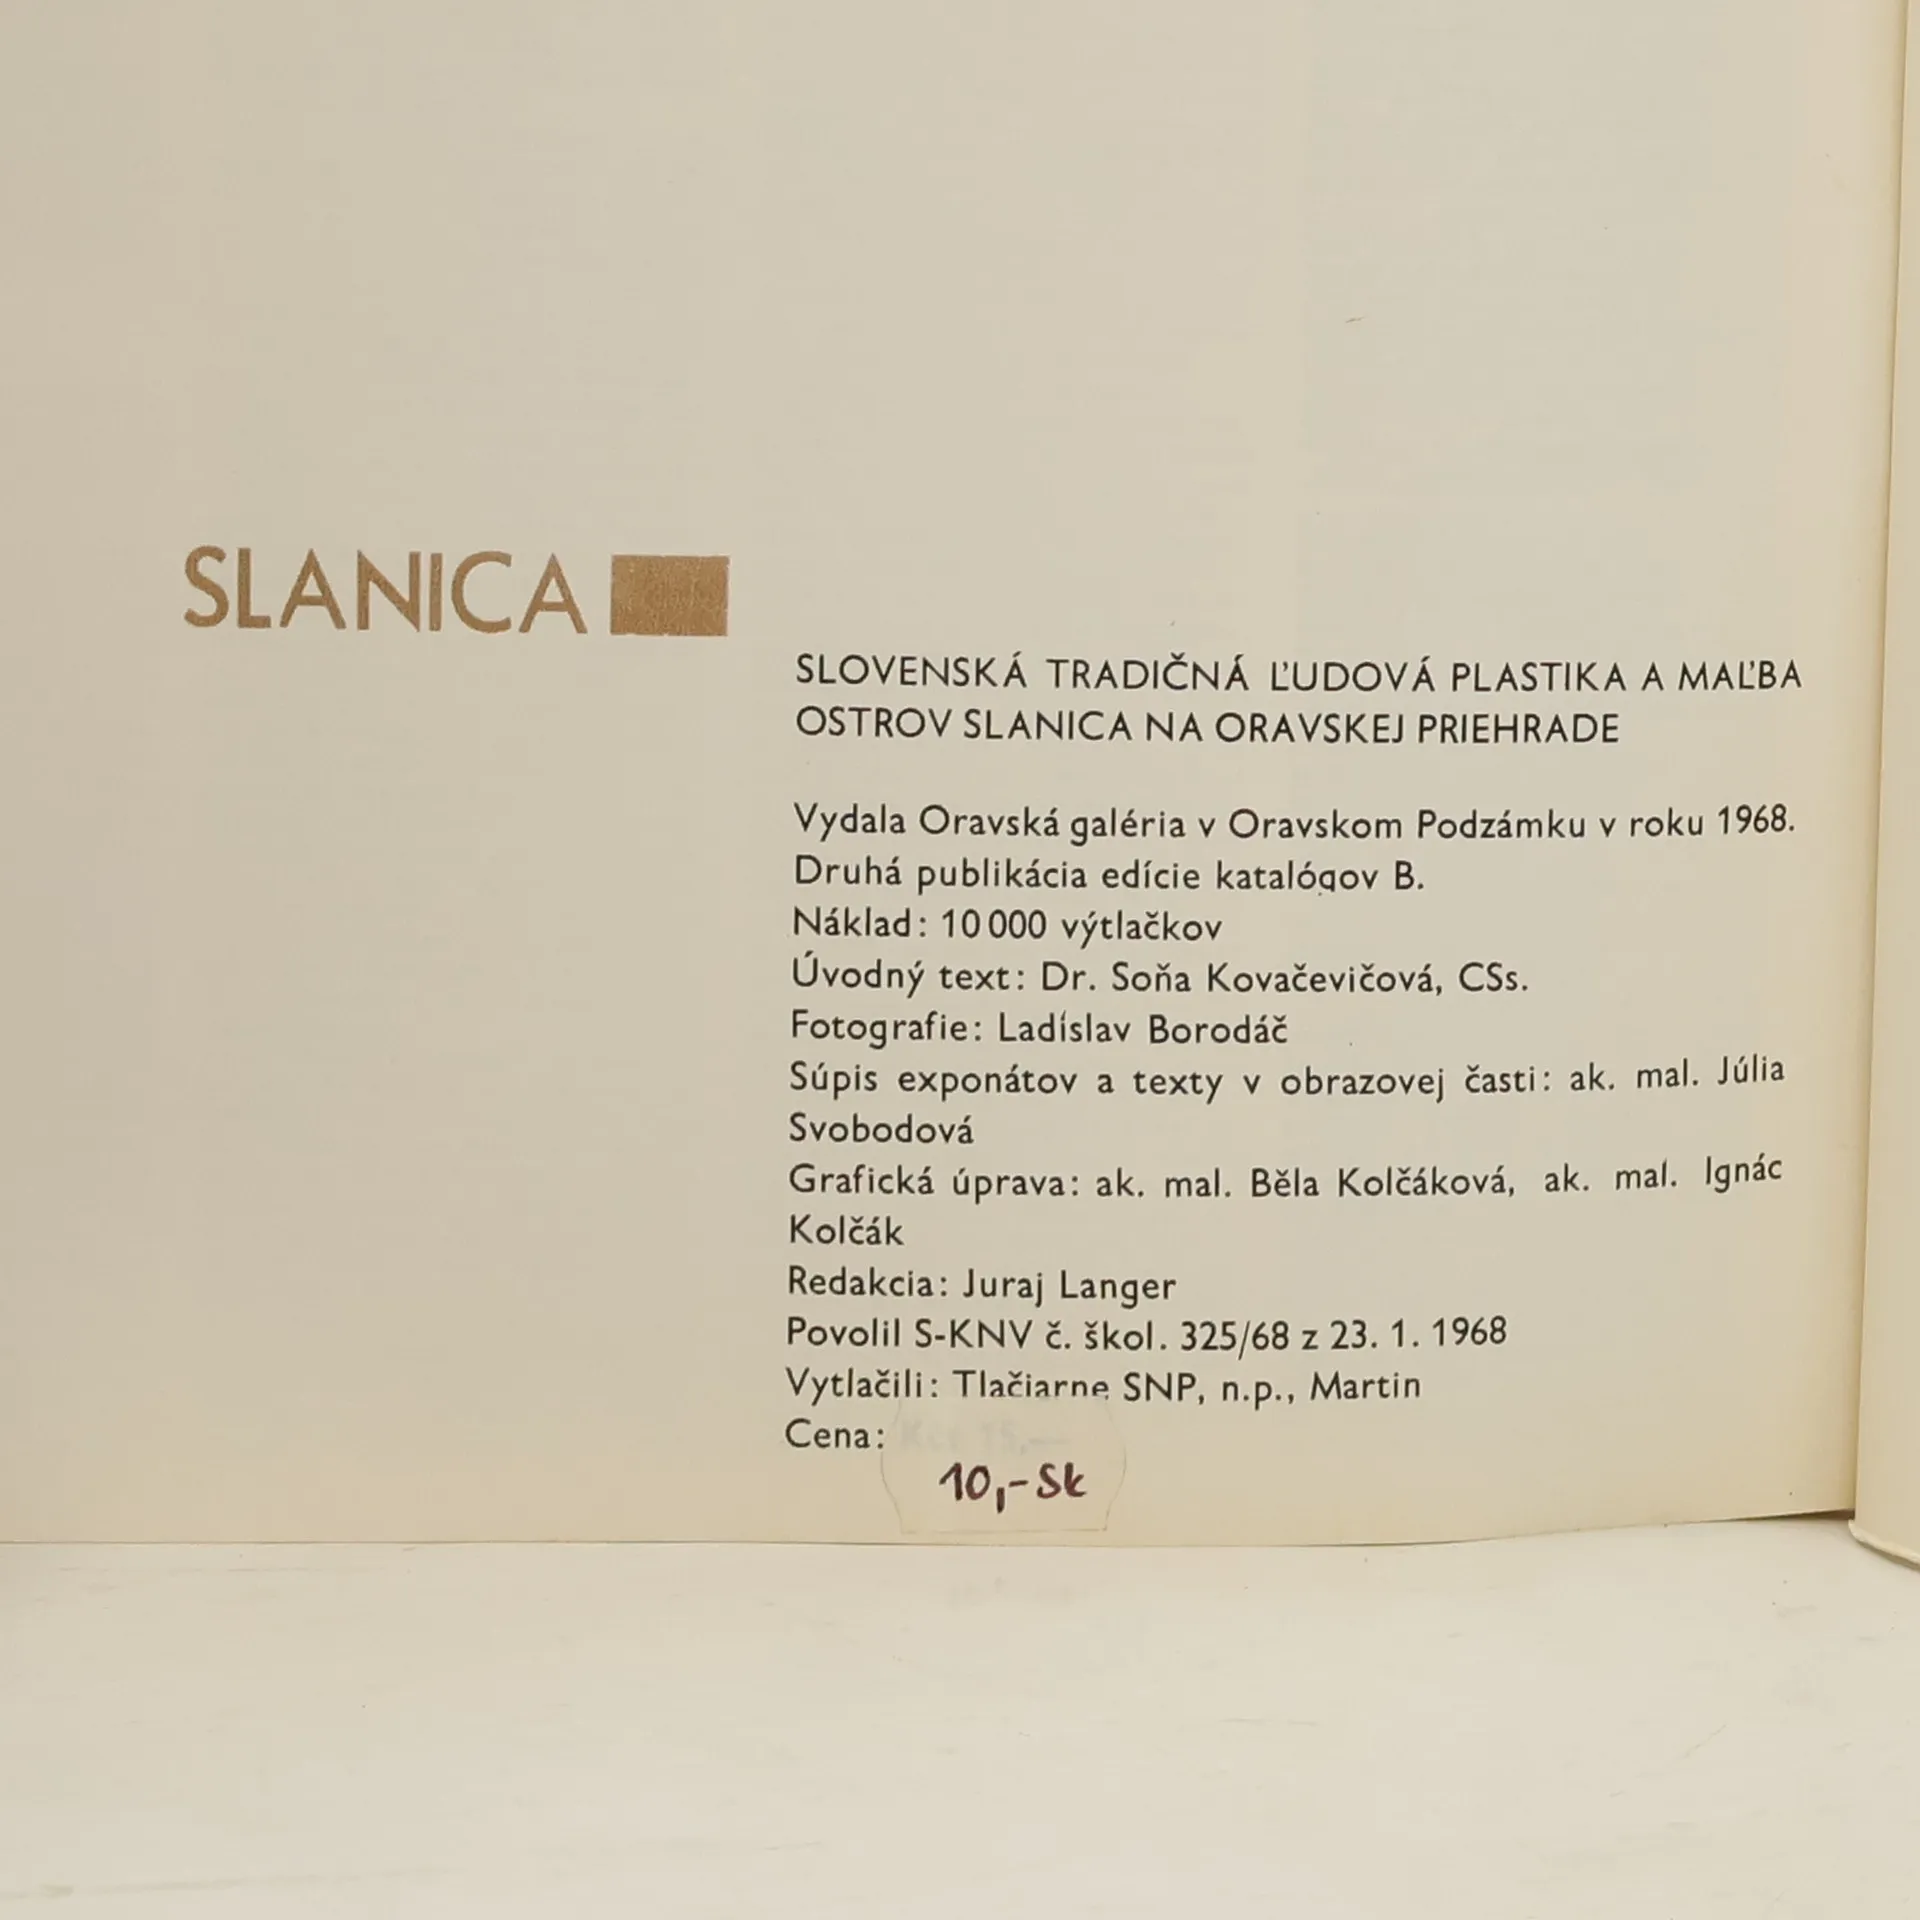 SLANICA
SLOVENSKÁ TRADIČNÁ ĽUDOVÁ PLASTIKA A MAĽBA
OSTROV SLANICA NA ORAVSKEJ PRIEHRADE
Vydala Oravská galéria v Oravskom Podzámku v roku 1968.
Druhá publikácia edície katalógov B.
Náklad: 10 000 výtlačkov
Úvodný text: Dr. Soňa Kovačevičová, CSs.
Fotografie: Ladíslav Borodáč
Súpis exponátov a texty v obrazovej časti: ak. mal. Júlia
Svobodová
Grafická úprava: ak. mal. Běla Kolčáková, ak. mal. Ignác
Kolčák
Redakcia: Juraj Langer
Povolil S-KNV č. škol. 325/68 z 23. 1. 1968
Vytlačili: Tlačiarne SNP, n.p., Martin
Cena: Kčs 15,—
10,- Sk